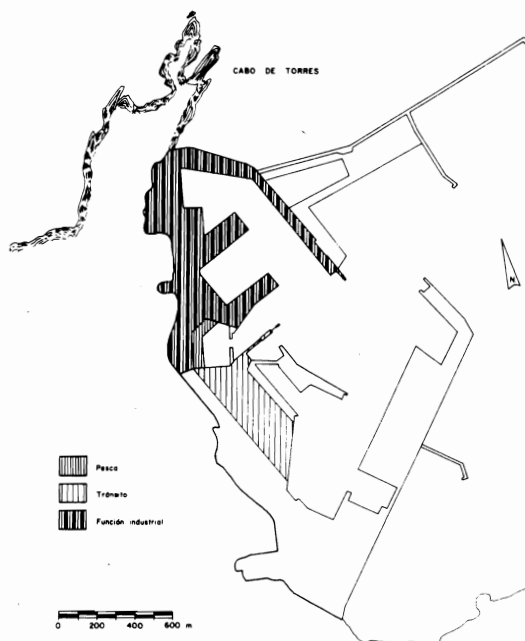 CABO DE TORRES
N
Pesca
Tránsito
Función industrial
0 200 400 600 m